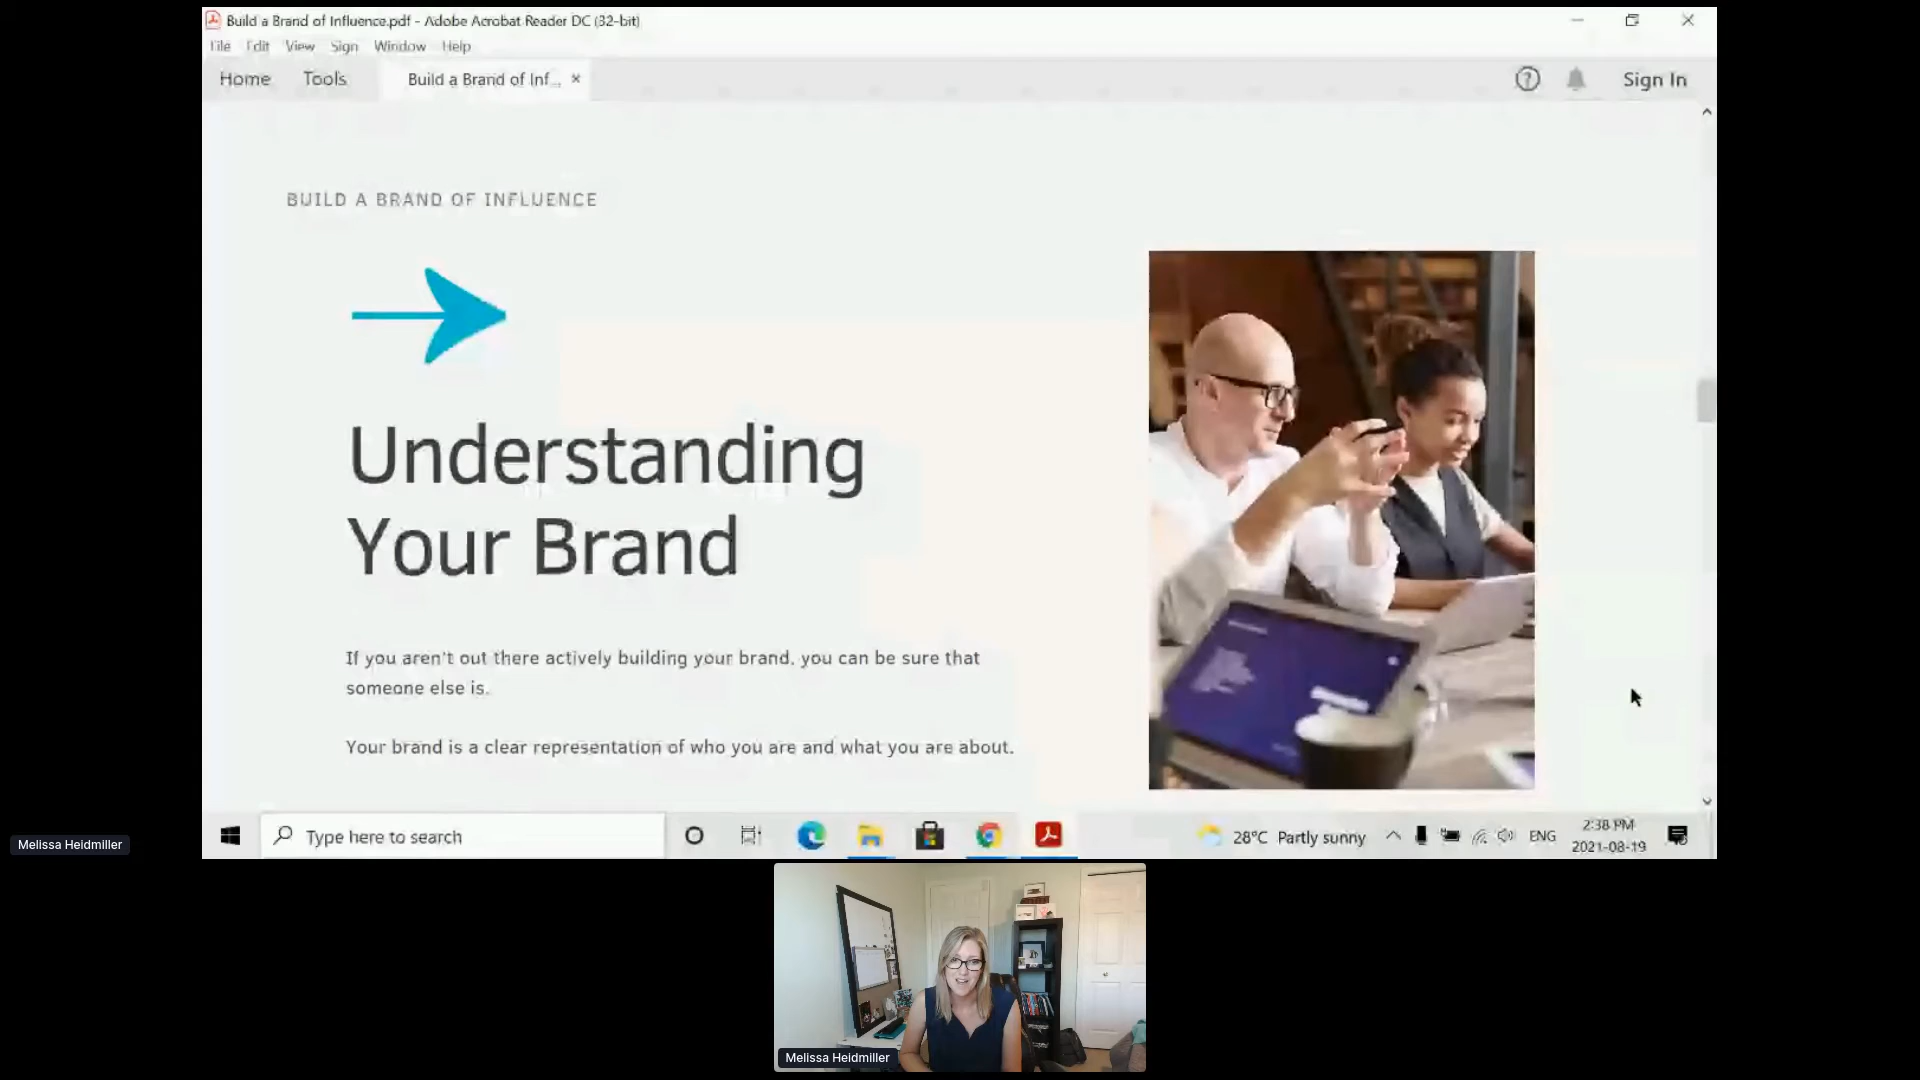 Build a Brand of Influence.pdf - Adobe Acrobat Reader DC (32-bit)
File Edit View Sign Window Help
Home Tools Build a Brand of Inf... × Sign In
BUILD A BRAND OF INFLUENCE
Understanding
Your Brand
If you aren't out there actively building your brand, you can be sure that
someone else is.
Your brand is a clear representation of who you are and what you are about.
Type here to search
28°C Partly sunny
ENG
2:38 PM
2021-08-19
Melissa Heidmiller
Melissa Heidmiller